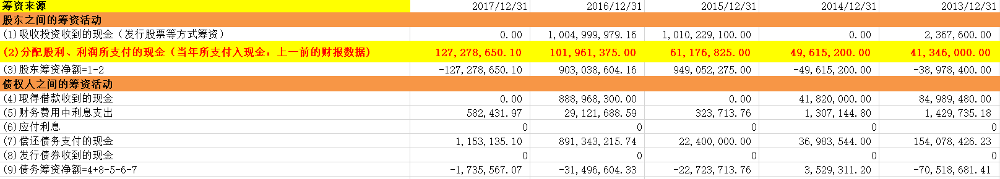 筹资来源 2017/12/31 2016/12/31 2015/12/31 2014/12/31 2013/12/31
股东之间的筹资活动
(1)吸收投资收到的现金（发行股票等方式筹资） 0.00 1,004,999,979.16 1,010,229,100.00 0.00 2,367,600.00
(2)分配股利、利润所支付的现金（当年所支付入现金：上一前的财报数据） 127,278,650.10 101,961,375.00 61,176,825.00 49,615,200.00 41,346,000.00
(3)股东筹资净额=1-2 -127,278,650.10 903,038,604.16 949,052,275.00 -49,615,200.00 -38,978,400.00
债权人之间的筹资活动
(4)取得借款收到的现金 0.00 888,968,300.00 0.00 41,820,000.00 84,989,480.00
(5)财务费用中利息支出 582,431.97 29,121,688.59 323,713.76 1,307,144.80 1,429,735.18
(6)应付利息 0 0 0 0 0
(7)偿还债务支付的现金 1,153,135.10 891,343,215.74 22,400,000.00 36,983,544.00 154,078,426.23
(8)发行债券收到的现金 0 0 0 0 0
(9)债务筹资净额=4+8-5-6-7 -1,735,567.07 -31,496,604.33 -22,723,713.76 3,529,311.20 -70,518,681.41